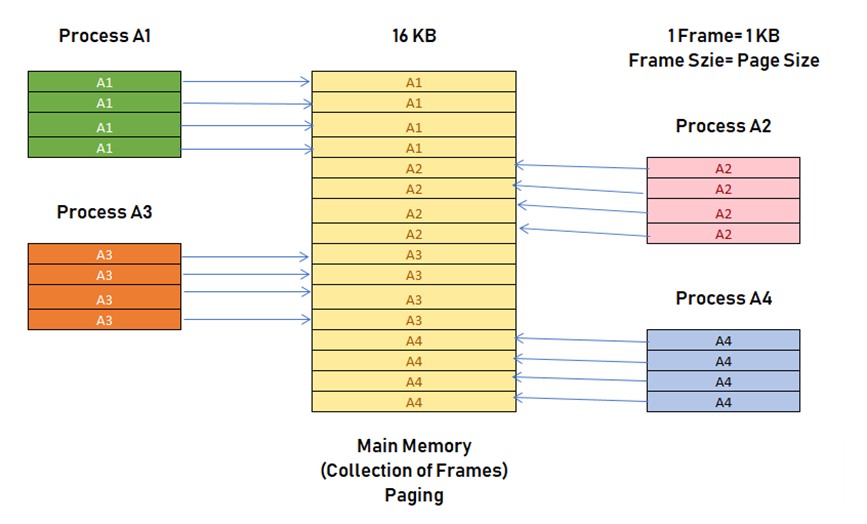 Process A1
16 KB
1 Frame= 1 KB
Frame Szie= Page Size
A1
A1
A1
A1
Process A3
A3
A3
A3
A3
A1
A1
A1
A1
A2
A2
A2
A2
A3
A3
A3
A3
A4
A4
A4
A4
Process A2
A2
A2
A2
A2
Process A4
A4
A4
A4
A4
Main Memory
(Collection of Frames)
Paging